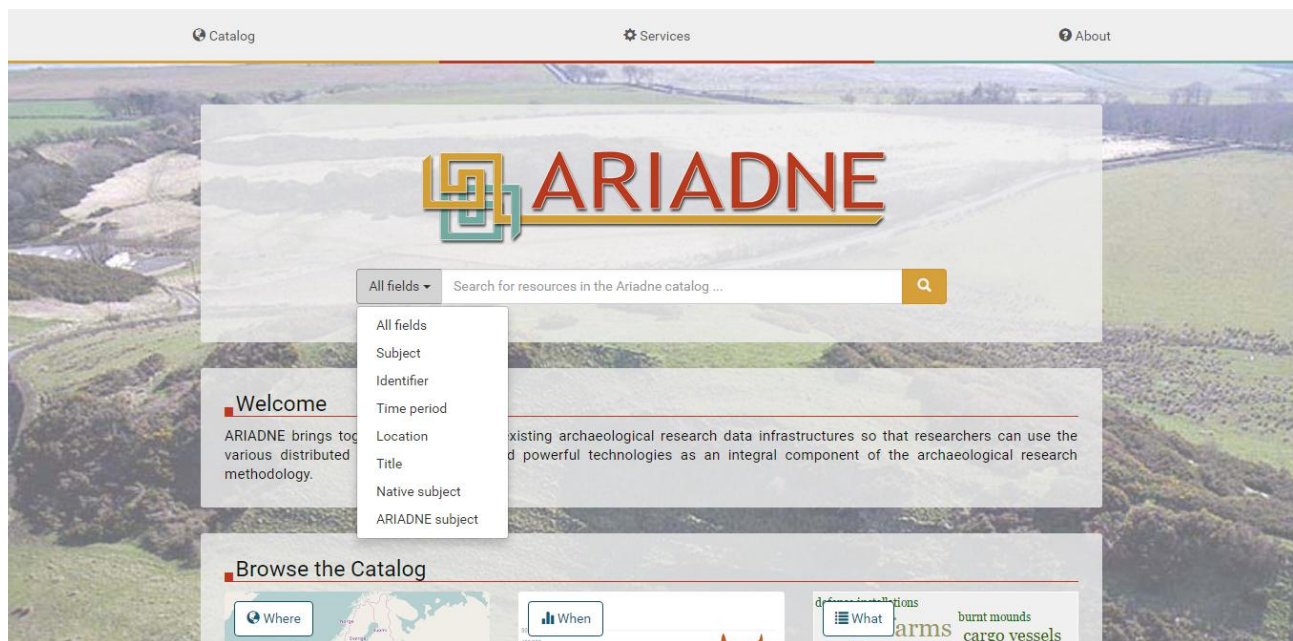 Catalog
Services
About
ARIADNE
All fields
Search for resources in the Ariadne catalog ...
All fields
Subject
Identifier
Time period
Location
Title
Native subject
ARIADNE subject
Welcome
ARIADNE brings existing archaeological research data infrastructures so that researchers can use the
various distributed powerful technologies as an integral component of the archaeological research
methodology.
Browse the Catalog
Where
When
What
burnt mounds
cargo vessels